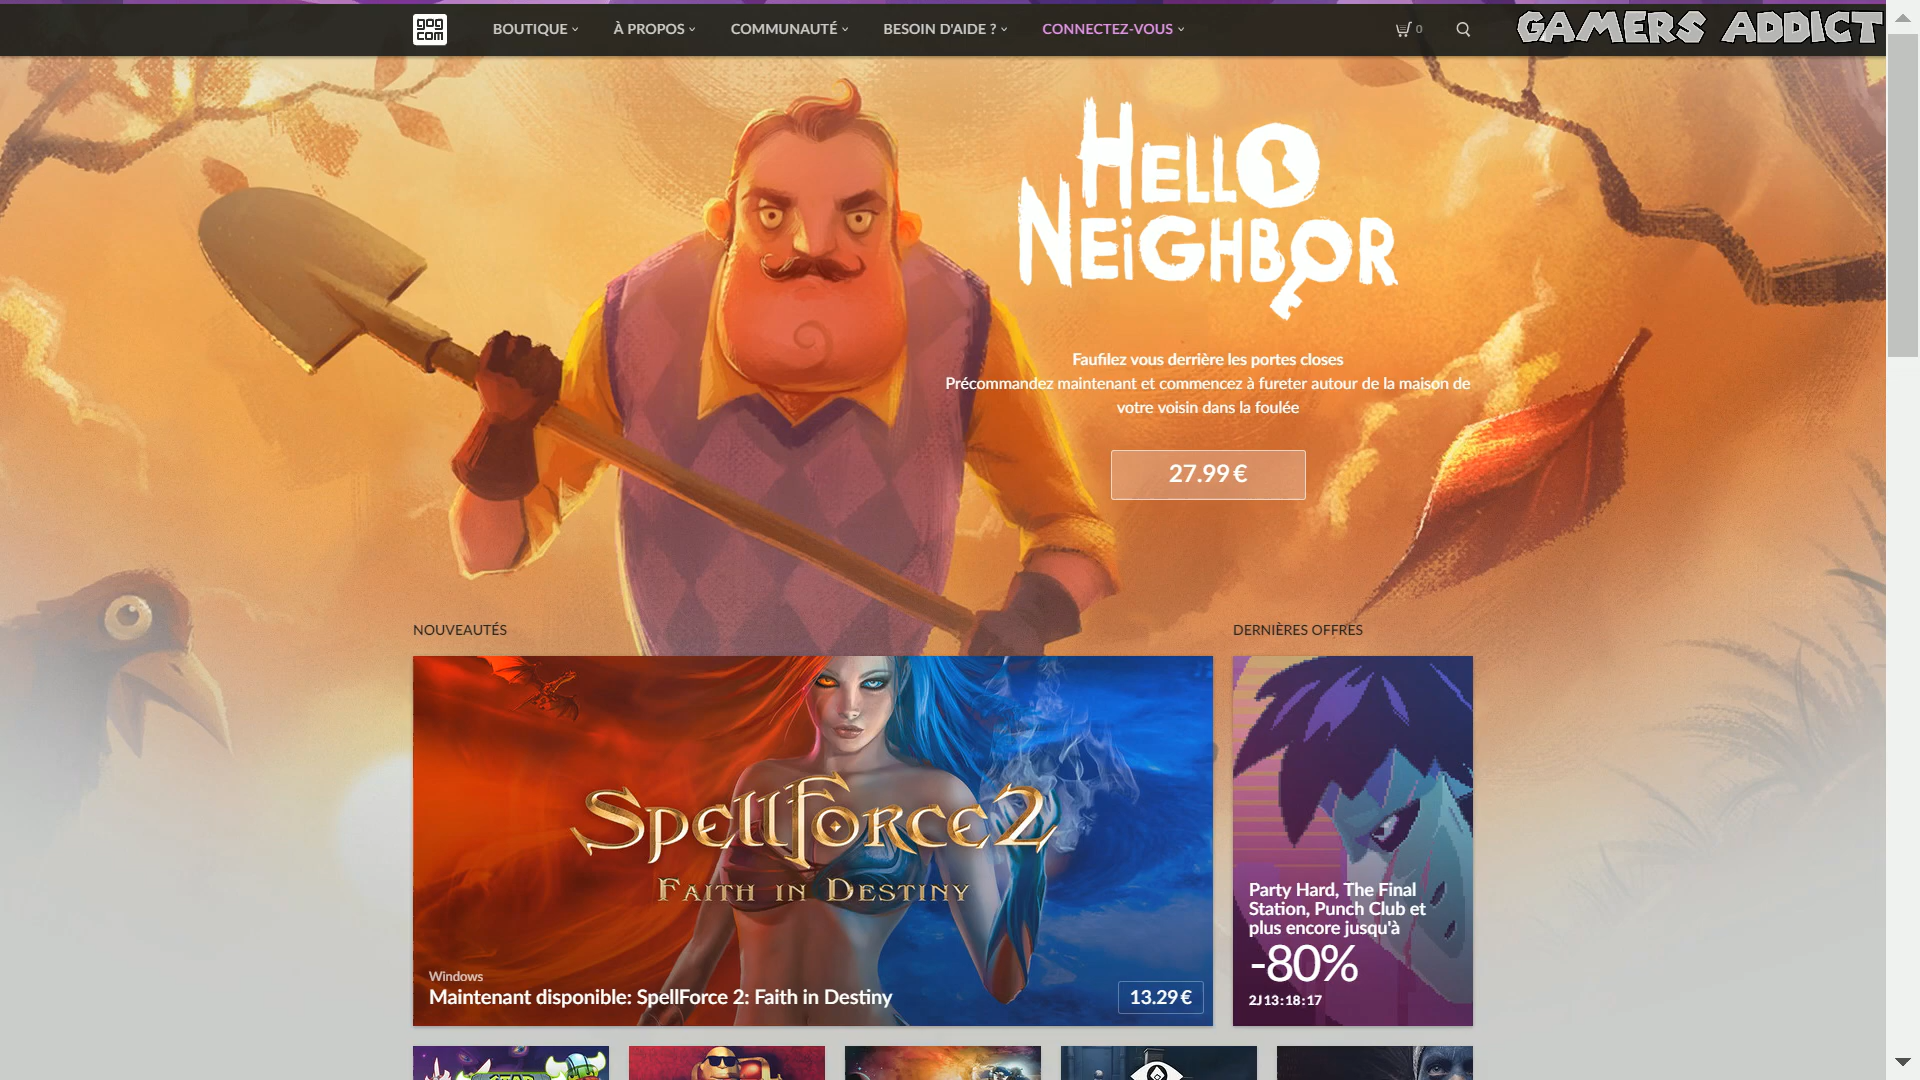 gog
com
BOUTIQUE
À PROPOS
COMMUNAUTÉ
BESOIN D'AIDE ?
CONNECTEZ-VOUS
0
GAMERS ADDICT
HELLO
NEiGHBOR
Faufilez vous derrière les portes closes
Précommandez maintenant et commencez à fureter autour de la maison de
votre voisin dans la foulée
27.99 €
NOUVEAUTÉS
DERNIÈRES OFFRES
SPELLFORCE 2
FAITH IN DESTINY
Windows
Maintenant disponible: SpellForce 2: Faith in Destiny
13.29 €
Party Hard, The Final
Station, Punch Club et
plus encore jusqu'à
-80%
2J 13:18:17